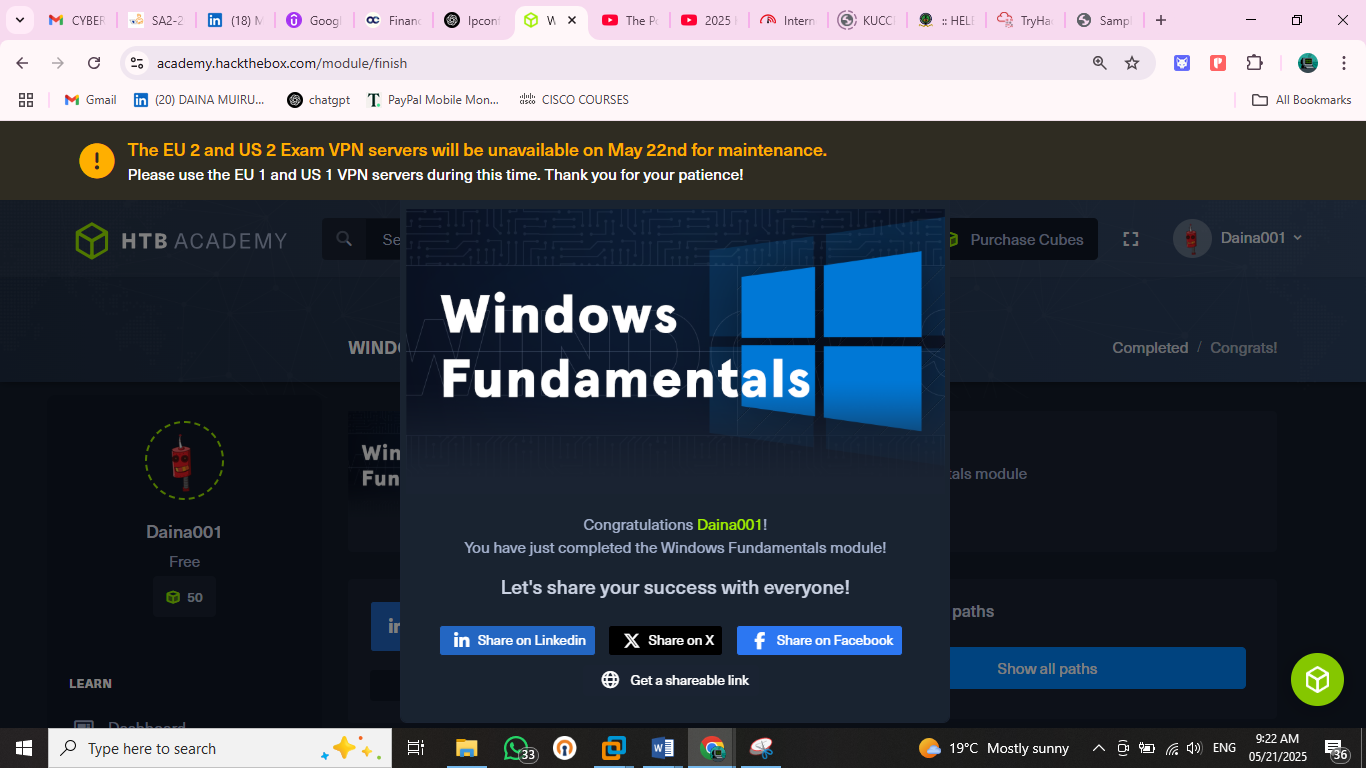 CYBER
SA2-2
(18) M
Googl
Financ
Ipconf
W
The Po
2025 K
Intern
KUCC
:: HELB
TryHa
Sampl
academy.hackthebox.com/module/finish
Gmail
(20) DAINA MUIRU...
chatgpt
PayPal Mobile Mon...
CISCO COURSES
All Bookmarks
The EU 2 and US 2 Exam VPN servers will be unavailable on May 22nd for maintenance.
Please use the EU 1 and US 1 VPN servers during this time. Thank you for your patience!
HTB ACADEMY
Se
Purchase Cubes
Daina001
WINDO
Completed / Congrats!
Windows
Fundamentals
Win
Fun
als module
Daina001
Free
50
Congratulations Daina001!
You have just completed the Windows Fundamentals module!
Let's share your success with everyone!
Share on Linkedin
Share on X
Share on Facebook
Get a shareable link
paths
Show all paths
LEARN
Dashboard
Type here to search
33
19°C Mostly sunny
ENG
9:22 AM
05/21/2025
36